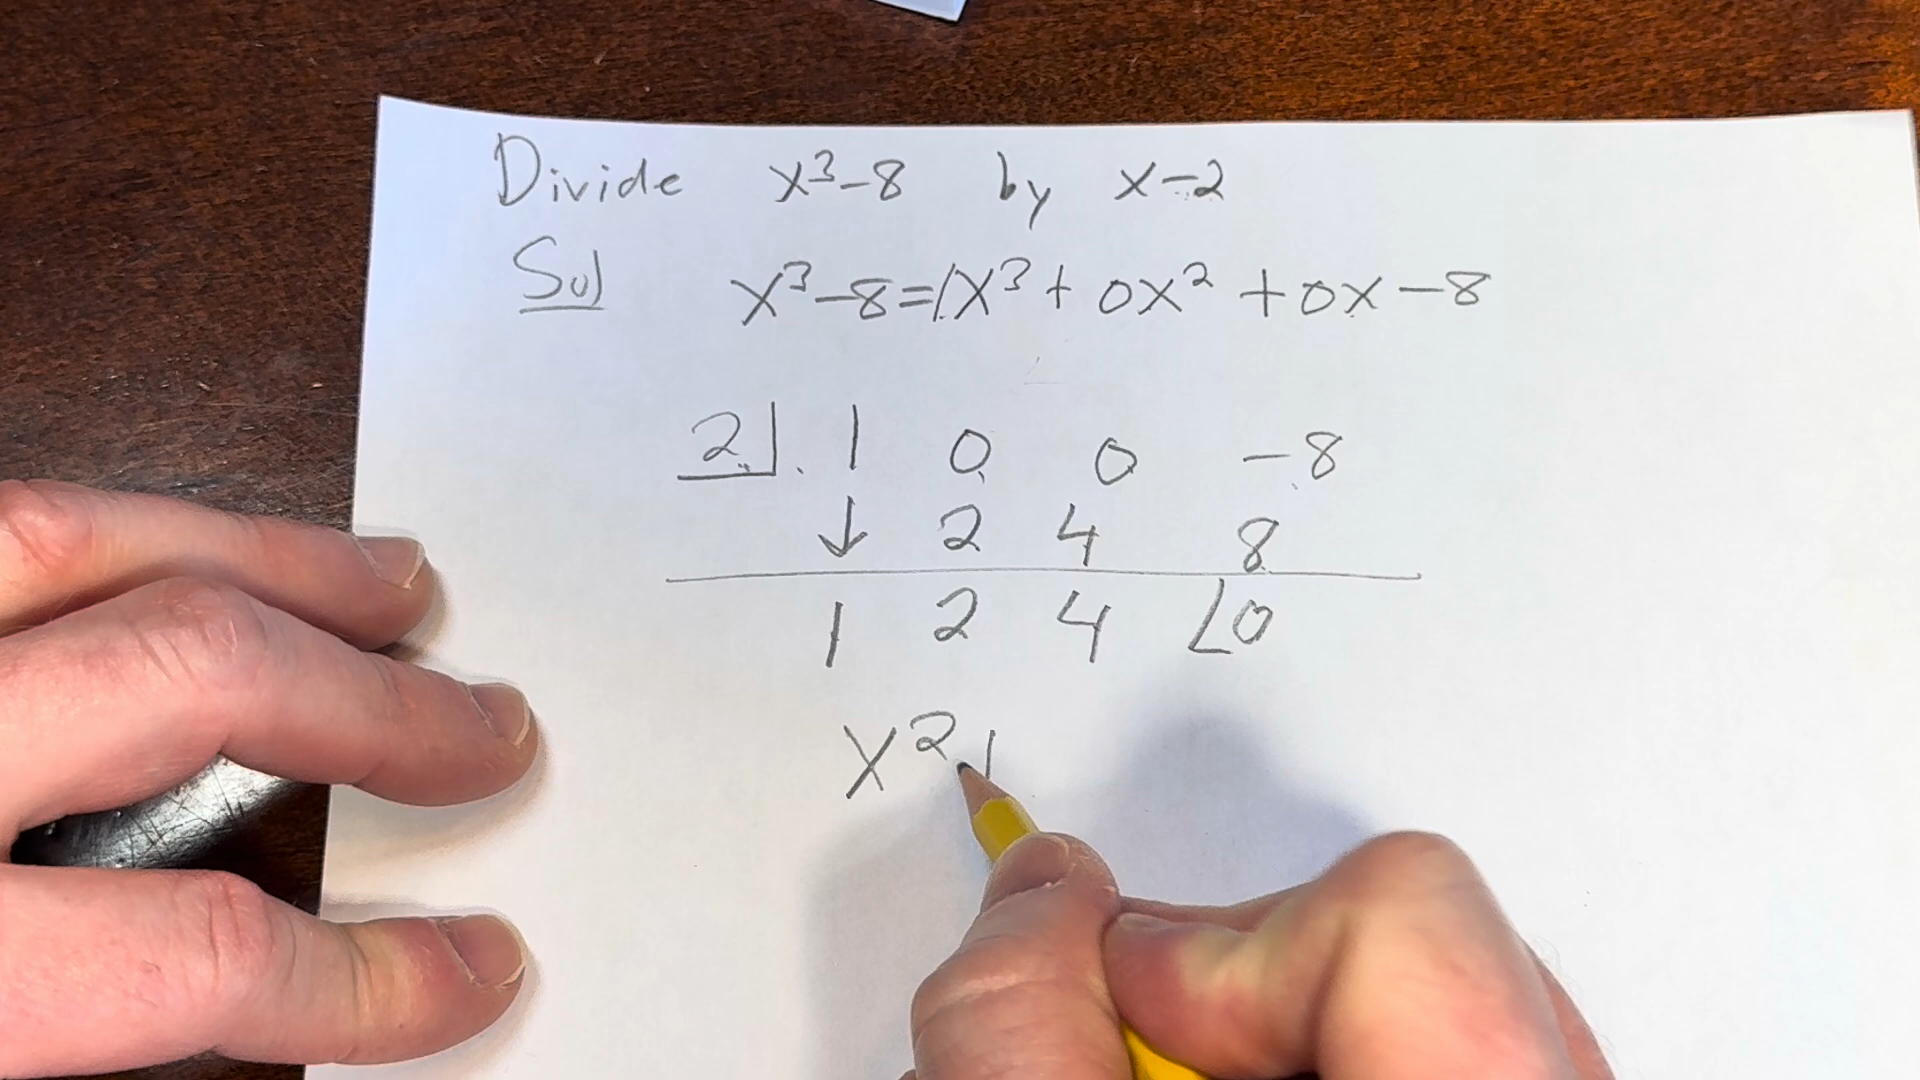 Divide x³-8 by x-2
Sol x³-8=1x³+0x²+0x-8
2 1 0 0 -8
↓ 2 4 8
1 2 4 0
x²